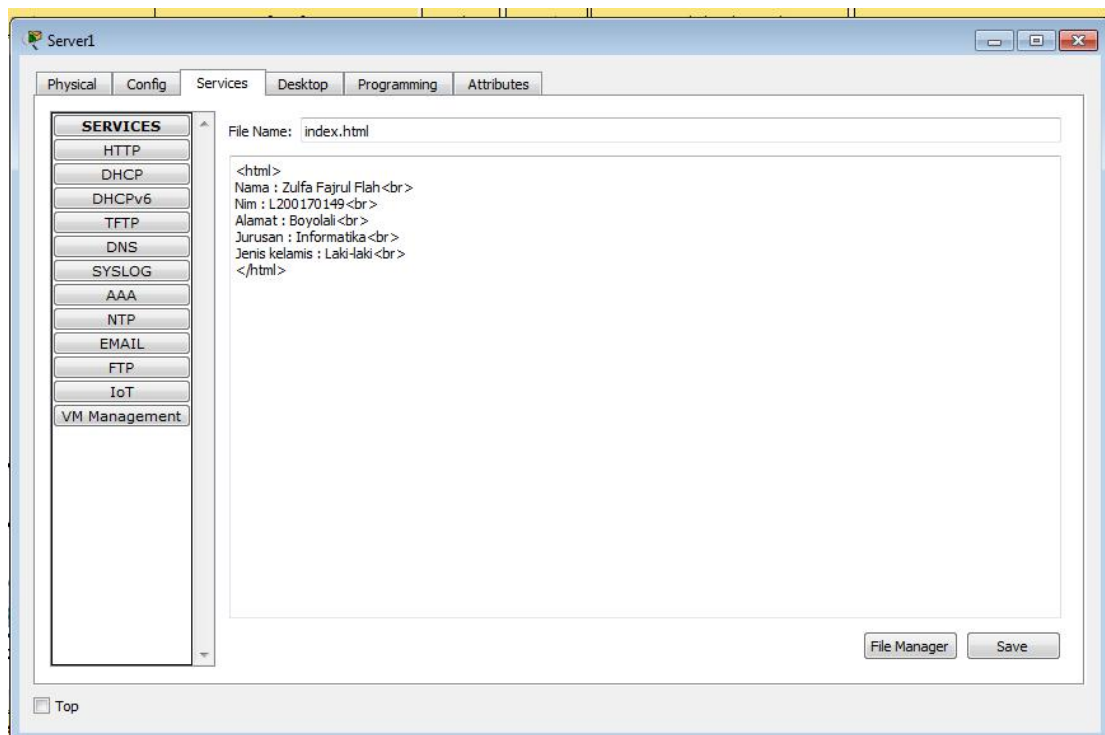 Server1
Physical Config Services Desktop Programming Attributes
SERVICES
HTTP
DHCP
DHCPv6
TFTP
DNS
SYSLOG
AAA
NTP
EMAIL
FTP
IoT
VM Management
File Name: index.html
<html>
Nama : Zulfa Fajrul Flah<br>
Nim : L200170149<br>
Alamat : Boyolali<br>
Jurusan : Informatika<br>
Jenis kelamis : Laki-laki<br>
</html>
File Manager Save
Top